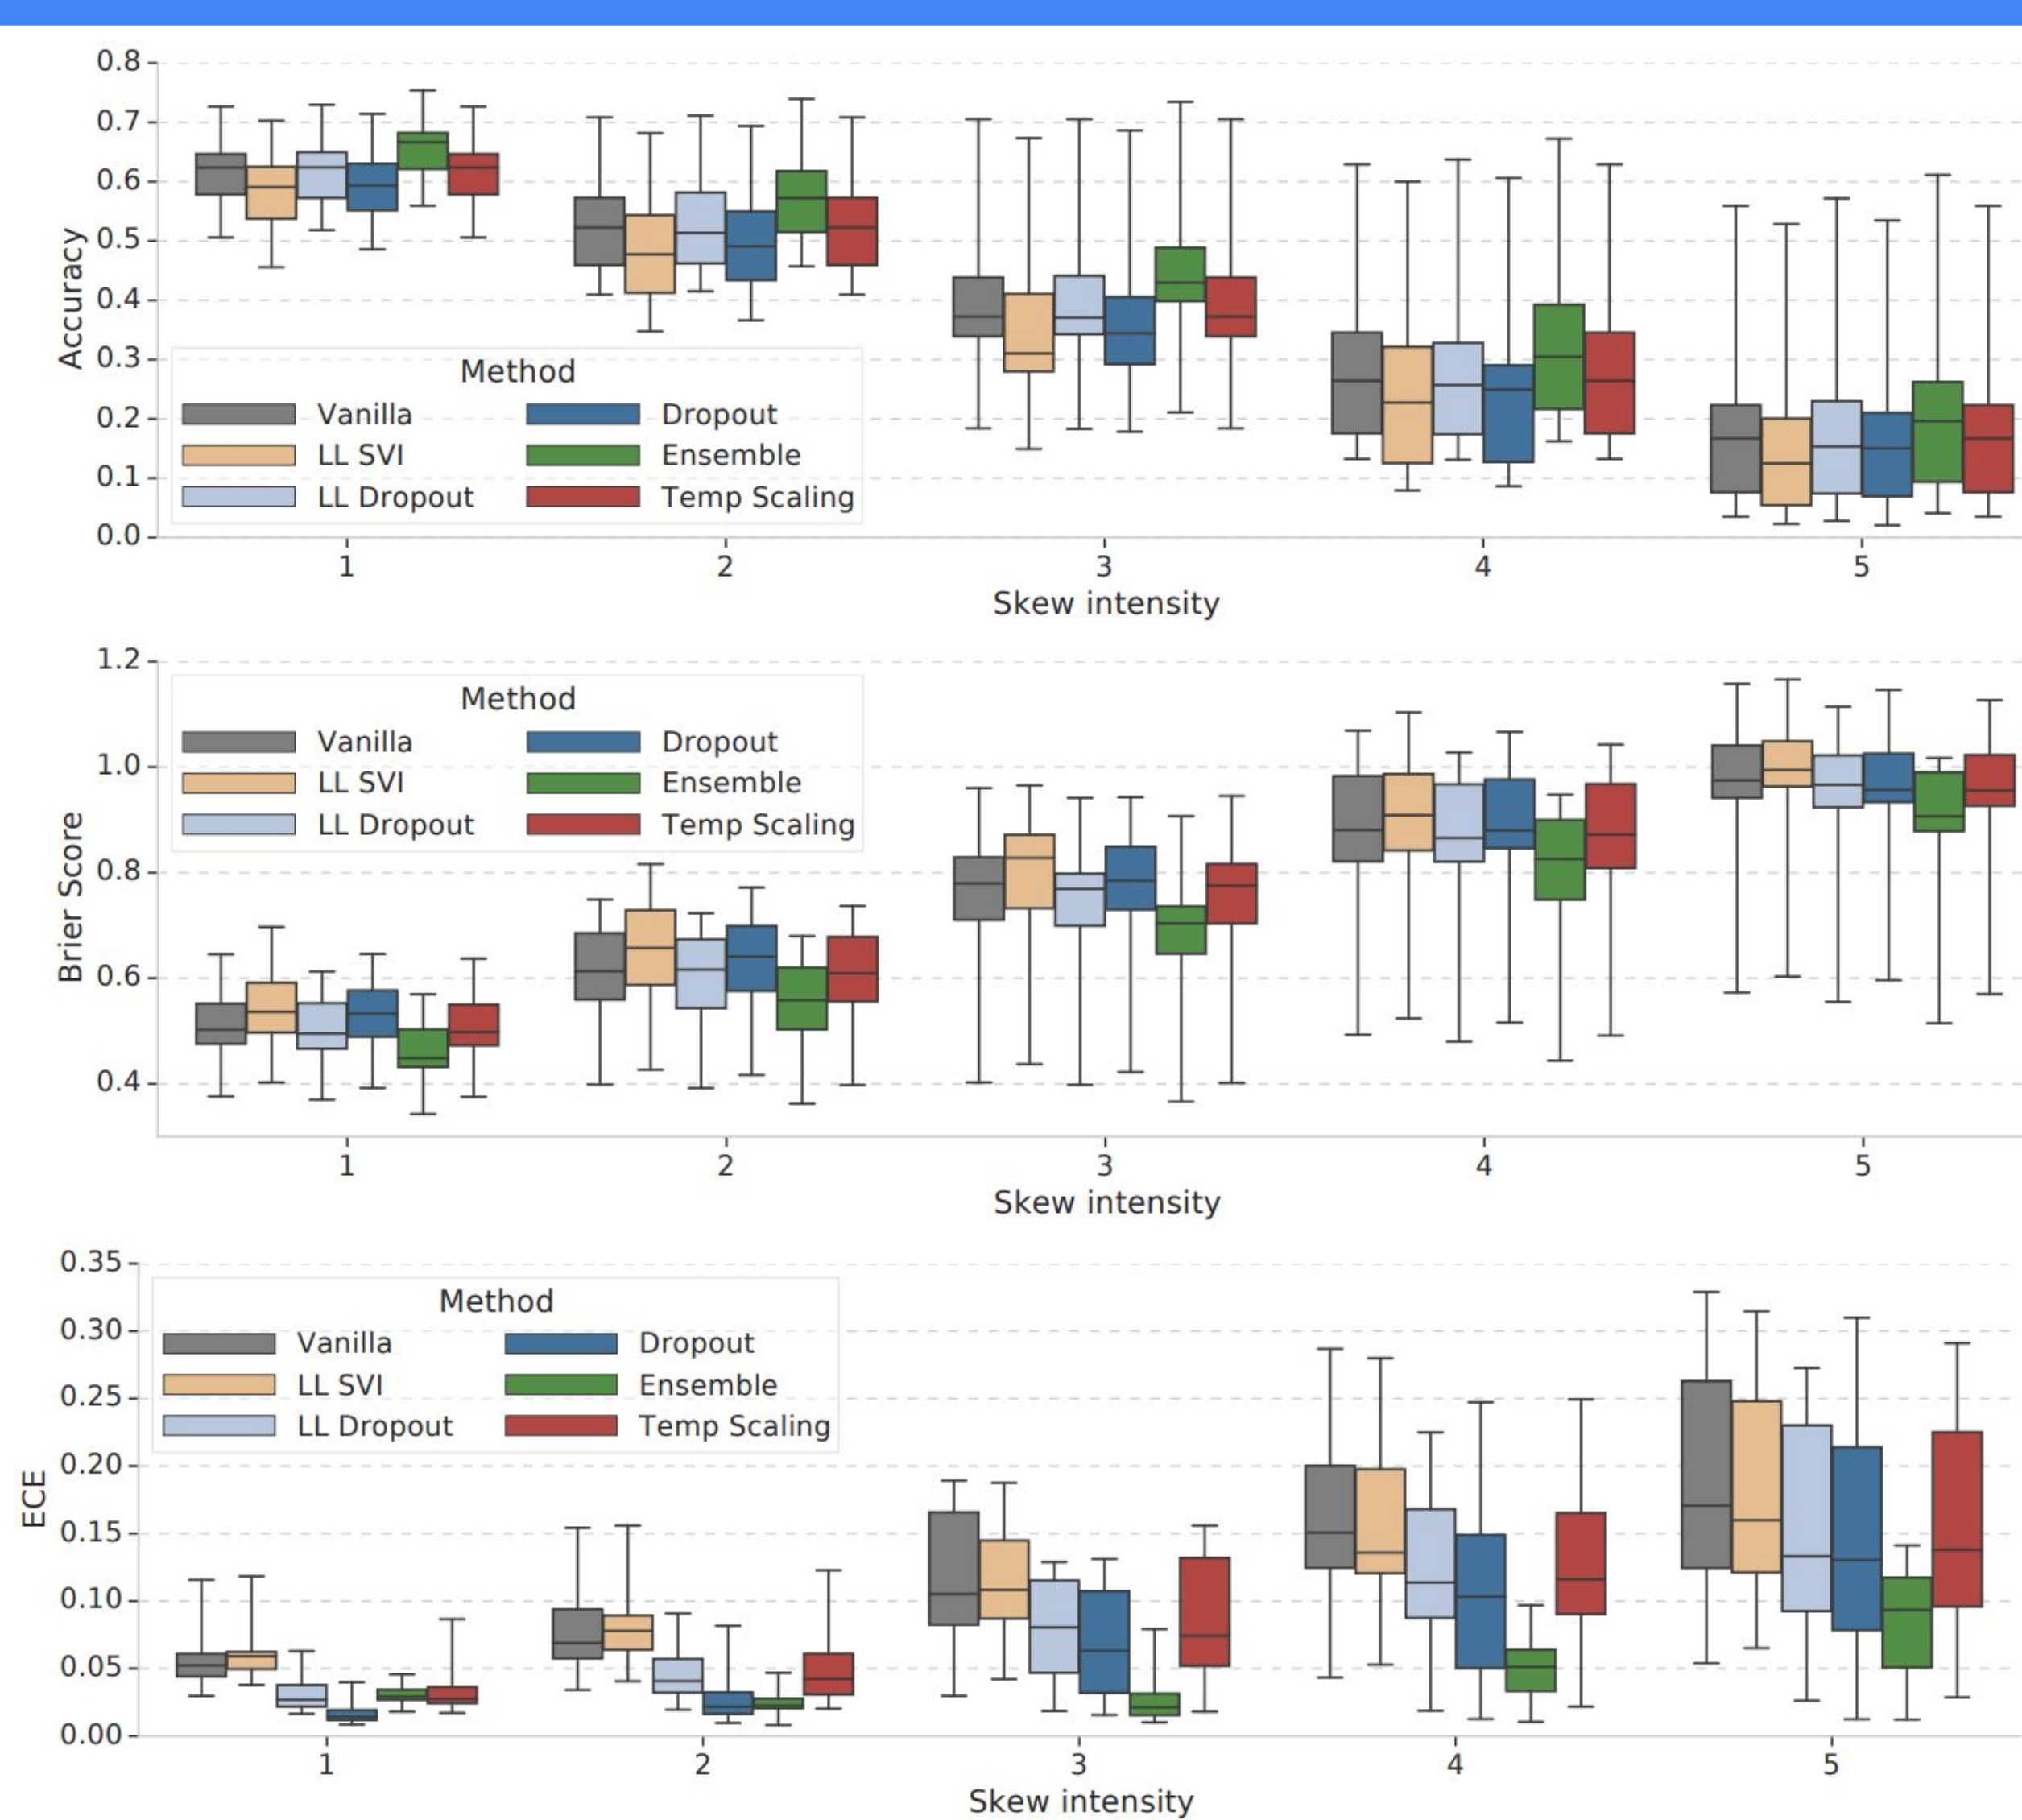 0.8
0.7
0.6
0.5
0.4
0.3
0.2
0.1
0.0
Accuracy
Method
Vanilla Dropout
LL SVI Ensemble
LL Dropout Temp Scaling
1 2 3 4 5
Skew intensity
1.2
1.0
0.8
0.6
0.4
Brier Score
Method
Vanilla Dropout
LL SVI Ensemble
LL Dropout Temp Scaling
1 2 3 4 5
Skew intensity
0.35
0.30
0.25
0.20
0.15
0.10
0.05
0.00
ECE
Method
Vanilla Dropout
LL SVI Ensemble
LL Dropout Temp Scaling
1 2 3 4 5
Skew intensity